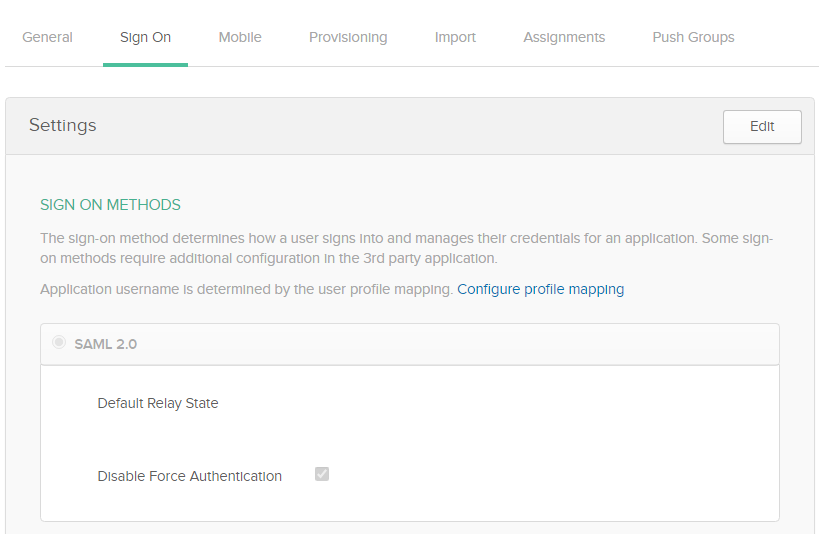 General Sign On Mobile Provisioning Import Assignments Push Groups
Settings Edit
SIGN ON METHODS
The sign-on method determines how a user signs into and manages their credentials for an application. Some sign-
on methods require additional configuration in the 3rd party application.
Application username is determined by the user profile mapping. Configure profile mapping
SAML 2.0
Default Relay State
Disable Force Authentication